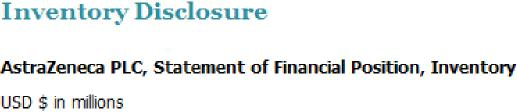 Inventory Disclosure
AstraZeneca PLC, Statement of Financial Position, Inventory
USD $ in millions